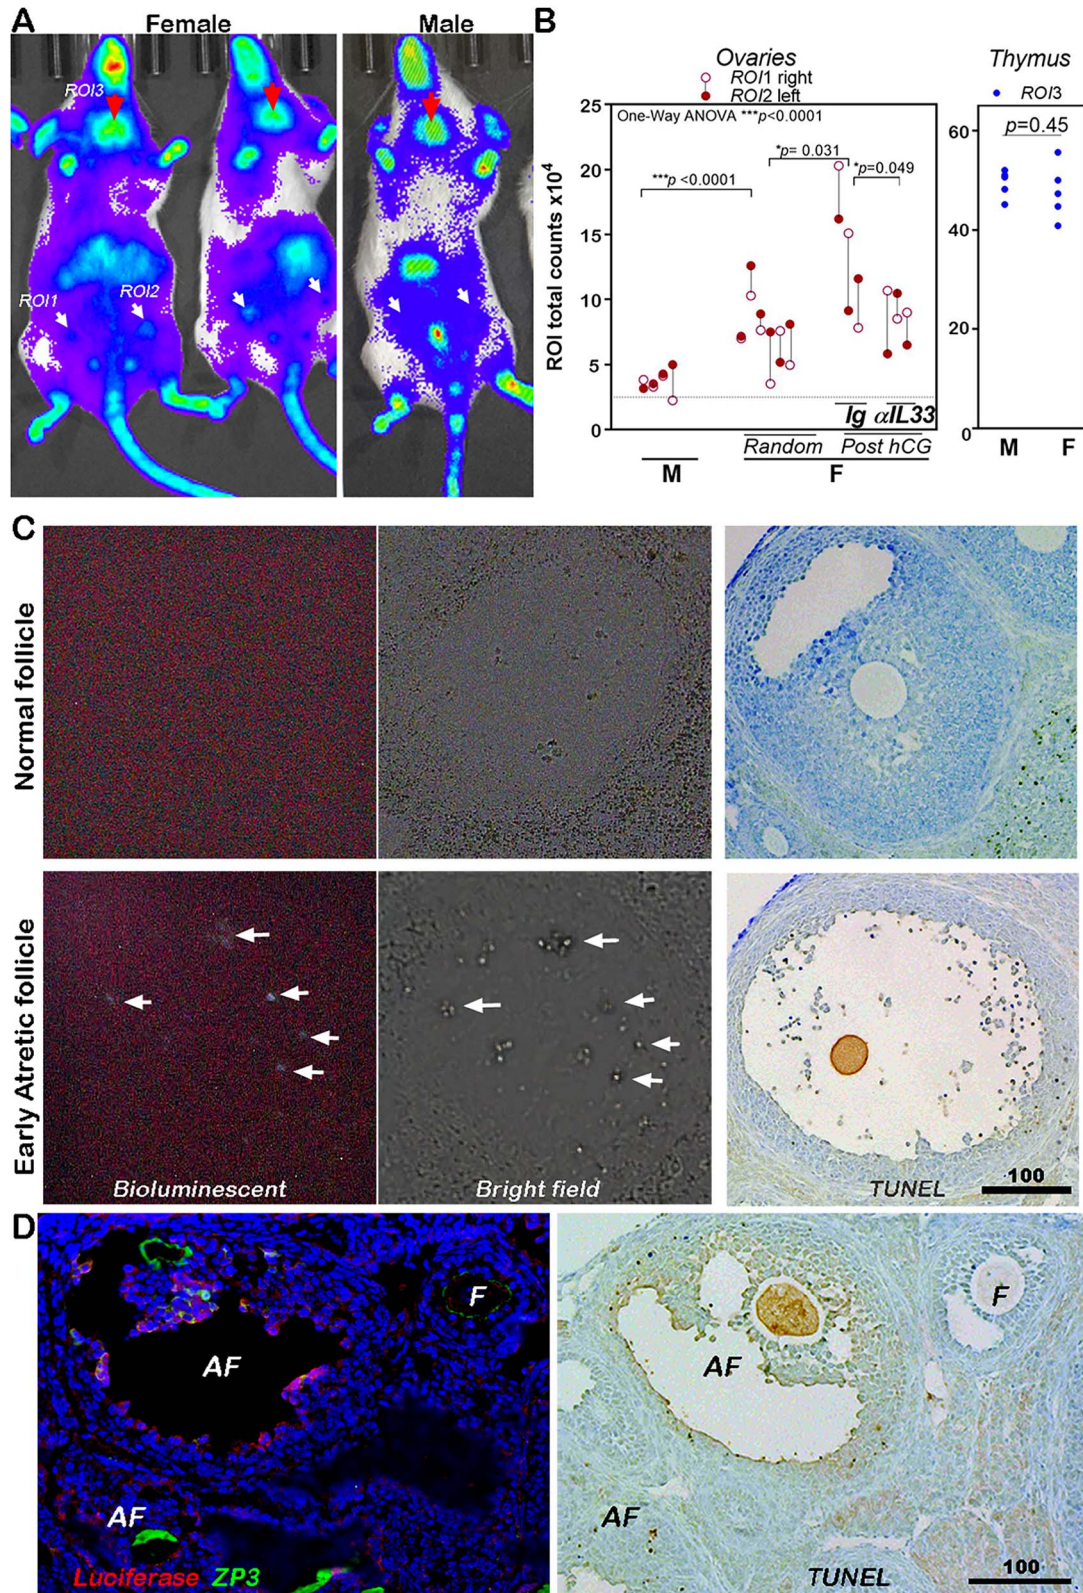 A
Female
Male
ROI3
ROI1
ROI2
B
Ovaries
ROI1 right
ROI2 left
Thymus
ROI3
One-Way ANOVA ***p<0.0001
***p <0.0001
*p= 0.031
*p=0.049
p=0.45
ROI total counts x10⁴
25
20
15
10
5
0
60
40
20
0
Ig αIL33
Random
Post hCG
M
F
M
F
C
Normal follicle
Early Atretic follicle
Bioluminescent
Bright field
TUNEL
100
D
AF
F
AF
Luciferase ZP3
AF
F
AF
TUNEL
100